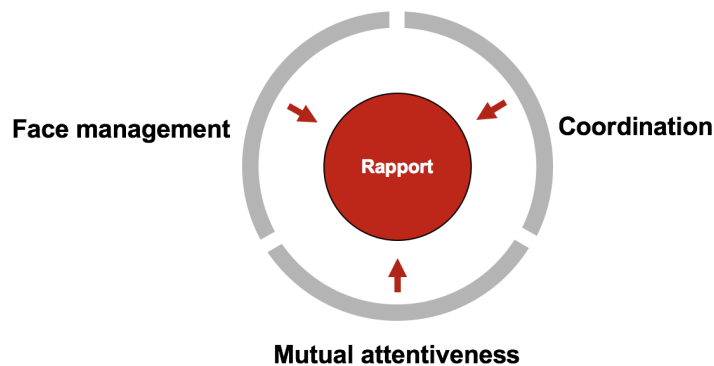 Face management
Coordination
Rapport
Mutual attentiveness